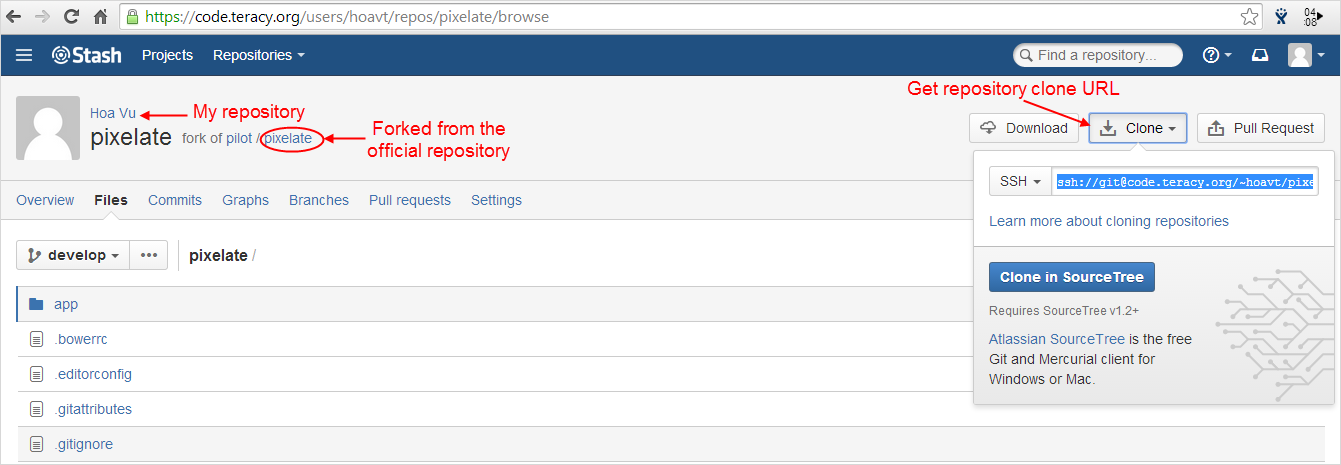 https://code.teracy.org/users/hoavt/repos/pixelate/browse
04
:08
Stash Projects Repositories Find a repository...
Get repository clone URL
Hoa Vu My repository
pixelate fork of pilot / pixelate
Forked from the
official repository
Download Clone Pull Request
SSH ssh://git@code.teracy.org/~hoavt/pixe
Learn more about cloning repositories
Overview Files Commits Graphs Branches Pull requests Settings
develop pixelate /
Clone in SourceTree
Requires SourceTree v1.2+
Atlassian SourceTree is the free
Git and Mercurial client for
Windows or Mac.
app
.bowerrc
.editorconfig
.gitattributes
.gitignore